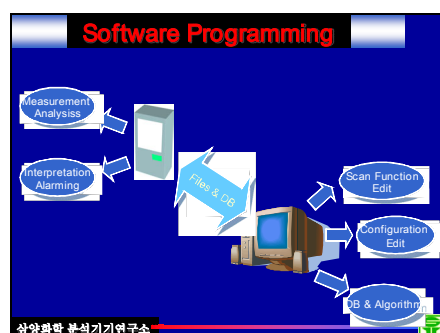 Software Programming
Measurement
Analysiss
Interpretation
Alarming
Files & DB
Scan Function
Edit
Configuration
Edit
DB & Algorithm
삼양화학 분석기기연구소